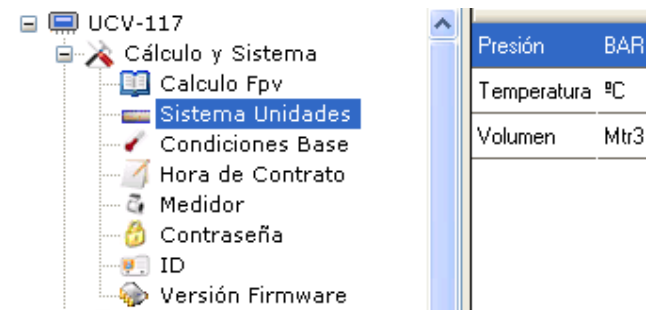 UCV-117
Cálculo y Sistema
Calculo Fpv
Sistema Unidades
Condiciones Base
Hora de Contrato
Medidor
Contraseña
ID
Versión Firmware
Presión BAR
Temperatura ºC
Volumen Mtr3